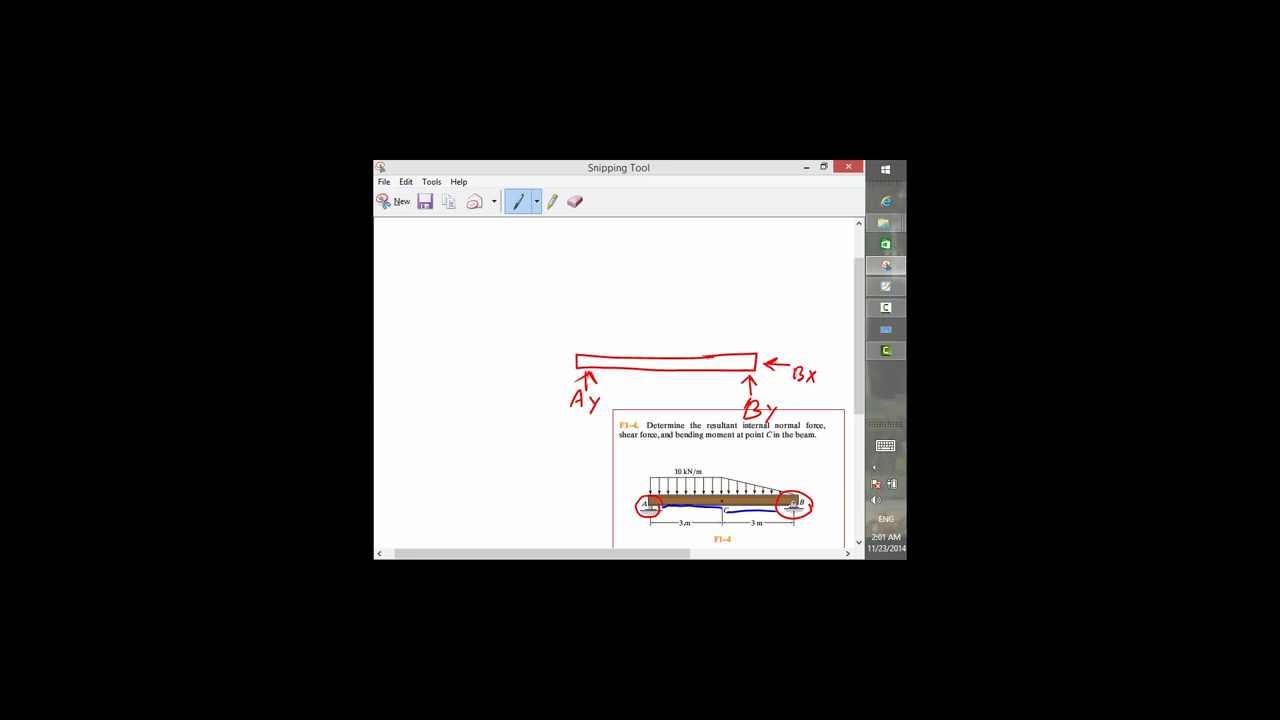 Snipping Tool
File Edit Tools Help
New
Bx
Ay
By
F1–4. Determine the resultant internal normal force,
shear force, and bending moment at point C in the beam.
10 kN/m
A
B
C
3 m
3 m
F1–4
ENG
2:01 AM
11/23/2014